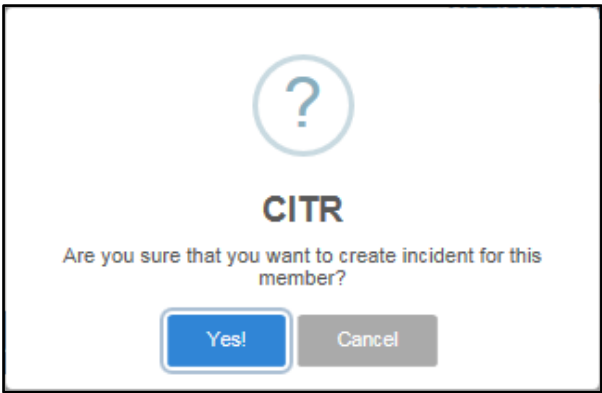 ?
CITR
Are you sure that you want to create incident for this
member?
Yes!
Cancel